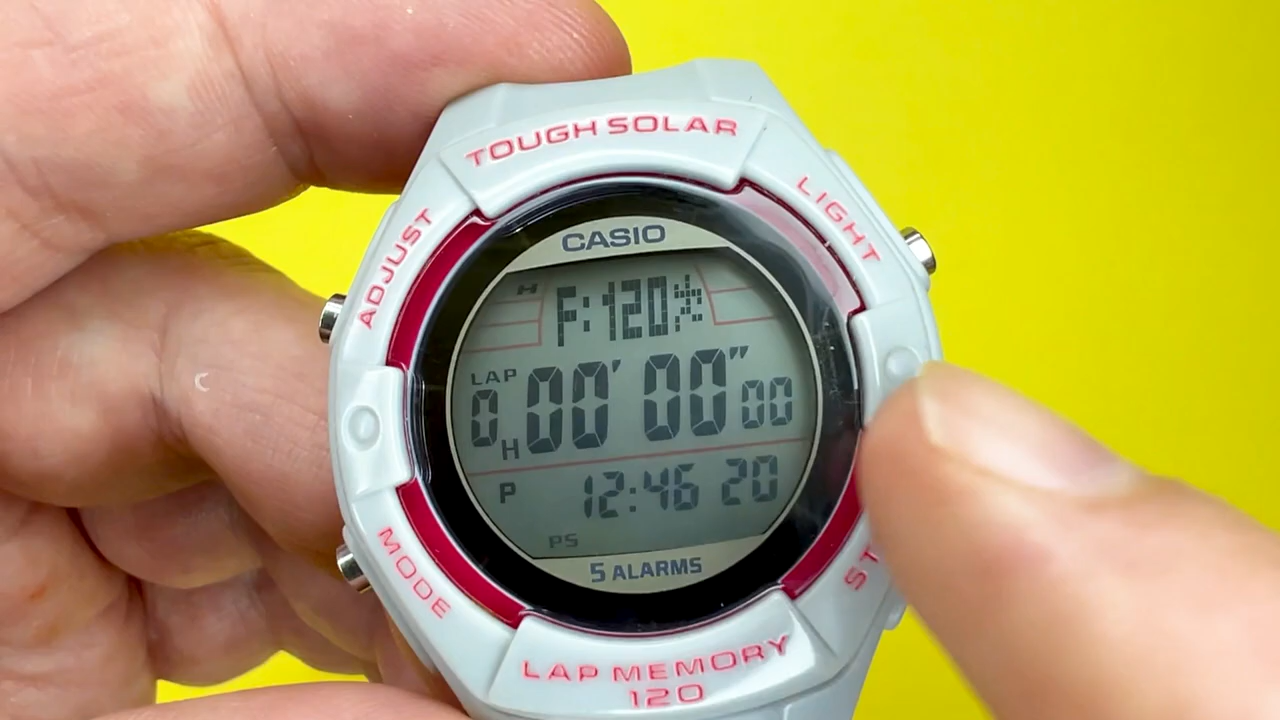 TOUGH SOLAR
LIGHT
ADJUST
CASIO
H
F:120
LAP
0H 00' 00" 00
P 12:46 20
PS
5 ALARMS
MODE
ST
LAP MEMORY
120